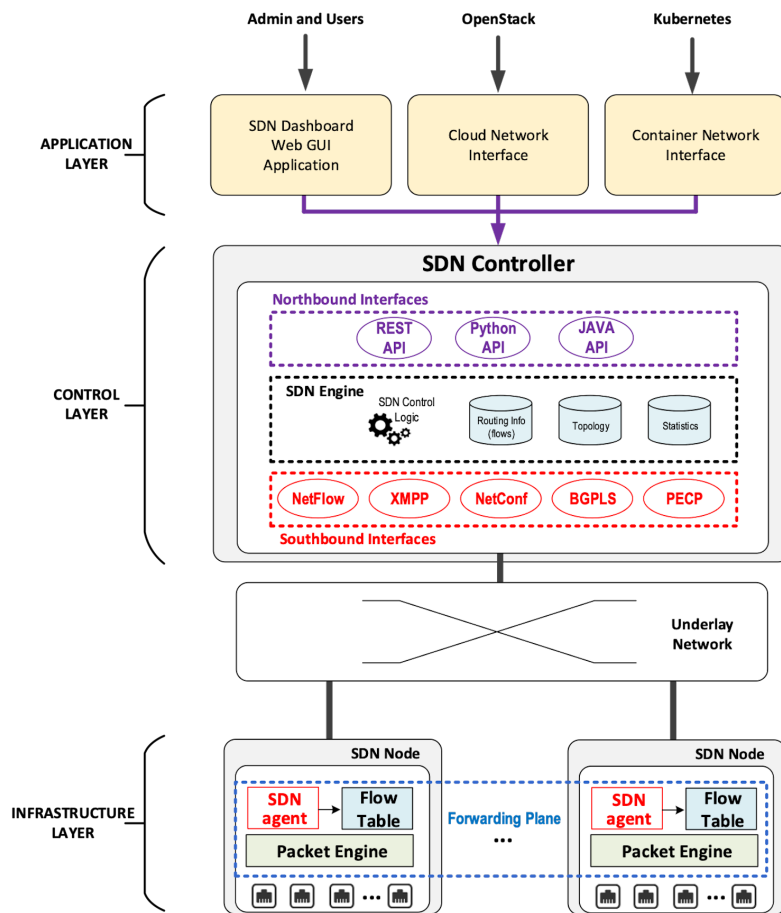 Admin and Users
OpenStack
Kubernetes
APPLICATION
LAYER
SDN Dashboard
Web GUI
Application
Cloud Network
Interface
Container Network
Interface
SDN Controller
Northbound Interfaces
REST
API
Python
API
JAVA
API
CONTROL
LAYER
SDN Engine
SDN Control
Logic
Routing Info
(flows)
Topology
Statistics
NetFlow
XMPP
NetConf
BGPLS
PECP
Southbound Interfaces
Underlay
Network
INFRASTRUCTURE
LAYER
SDN Node
SDN agent
Flow
Table
Packet Engine
Forwarding Plane
...
...
SDN Node
SDN agent
Flow
Table
Packet Engine
...